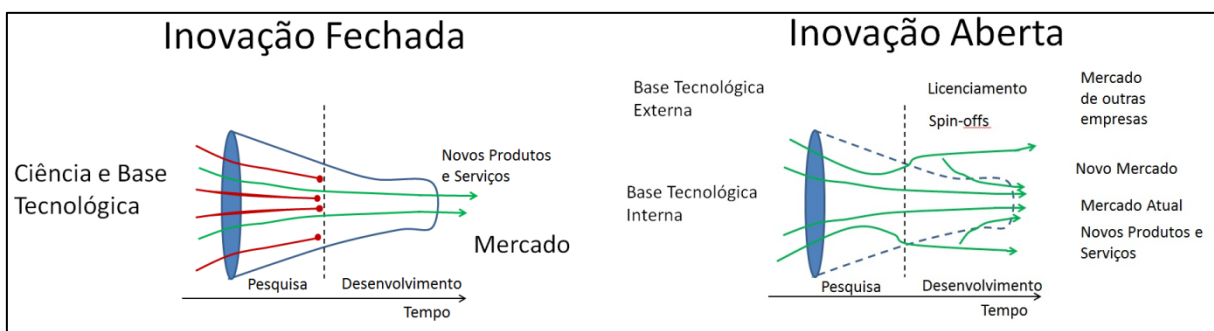 Inovação Fechada
Ciência e Base
Tecnológica
Novos Produtos
e Serviços
Mercado
Pesquisa
Desenvolvimento
Tempo
Inovação Aberta
Base Tecnológica
Externa
Licenciamento
Spin-offs
Mercado
de outras
empresas
Base Tecnológica
Interna
Novo Mercado
Mercado Atual
Novos Produtos e
Serviços
Pesquisa
Desenvolvimento
Tempo